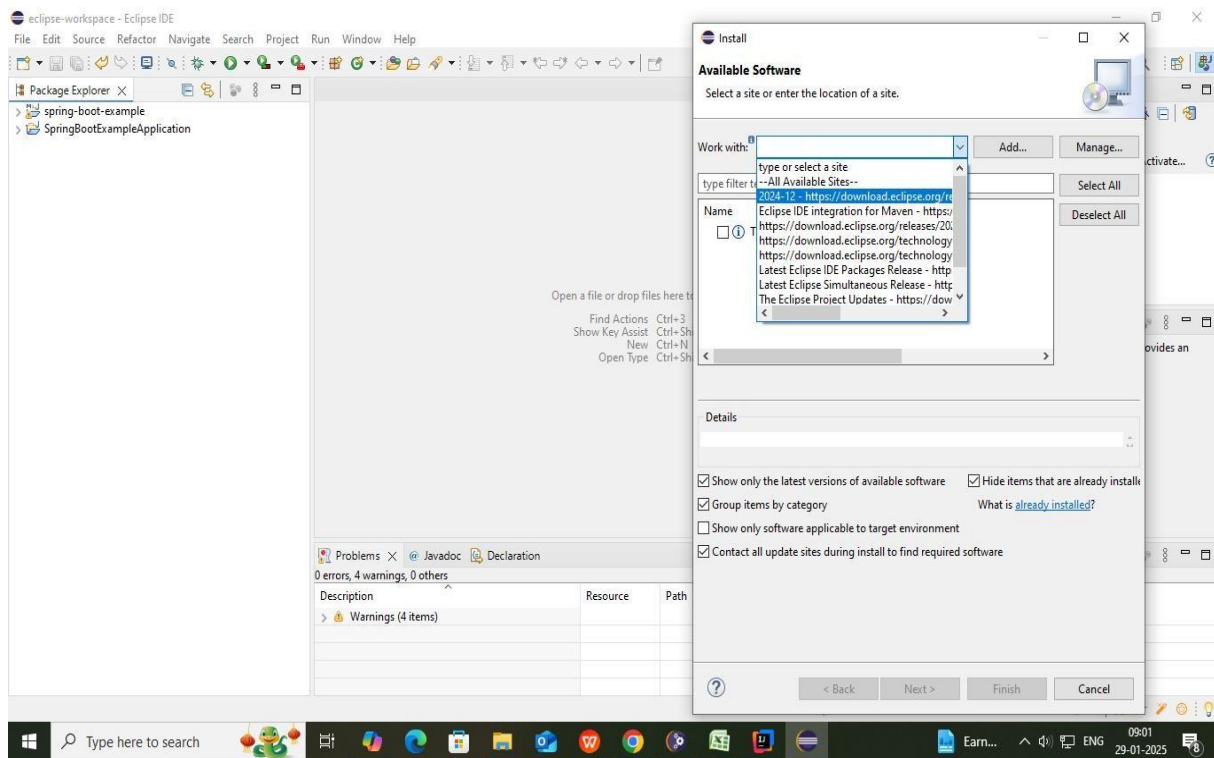 eclipse-workspace - Eclipse IDE
File Edit Source Refactor Navigate Search Project Run Window Help
Package Explorer
spring-boot-example
SpringBootExampleApplication
Open a file or drop files here to
Find Actions Ctrl+3
Show Key Assist Ctrl+Sh
New Ctrl+N
Open Type Ctrl+Sh
Problems @ Javadoc Declaration
0 errors, 4 warnings, 0 others
Description Resource Path
Warnings (4 items)
Install
Available Software
Select a site or enter the location of a site.
Work with: Add... Manage...
type or select a site
--All Available Sites--
2024-12 - https://download.eclipse.org/re
Eclipse IDE integration for Maven - https:/
https://download.eclipse.org/releases/202
https://download.eclipse.org/technology
https://download.eclipse.org/technology
Latest Eclipse IDE Packages Release - http
Latest Eclipse Simultaneous Release - http
The Eclipse Project Updates - https://dow
type filter te
Select All
Name
Deselect All
T
Details
Show only the latest versions of available software Hide items that are already installe
Group items by category What is already installed?
Show only software applicable to target environment
Contact all update sites during install to find required software
< Back Next > Finish Cancel
ctivate...
ovides an
Type here to search
Earn... ENG 09:01
29-01-2025